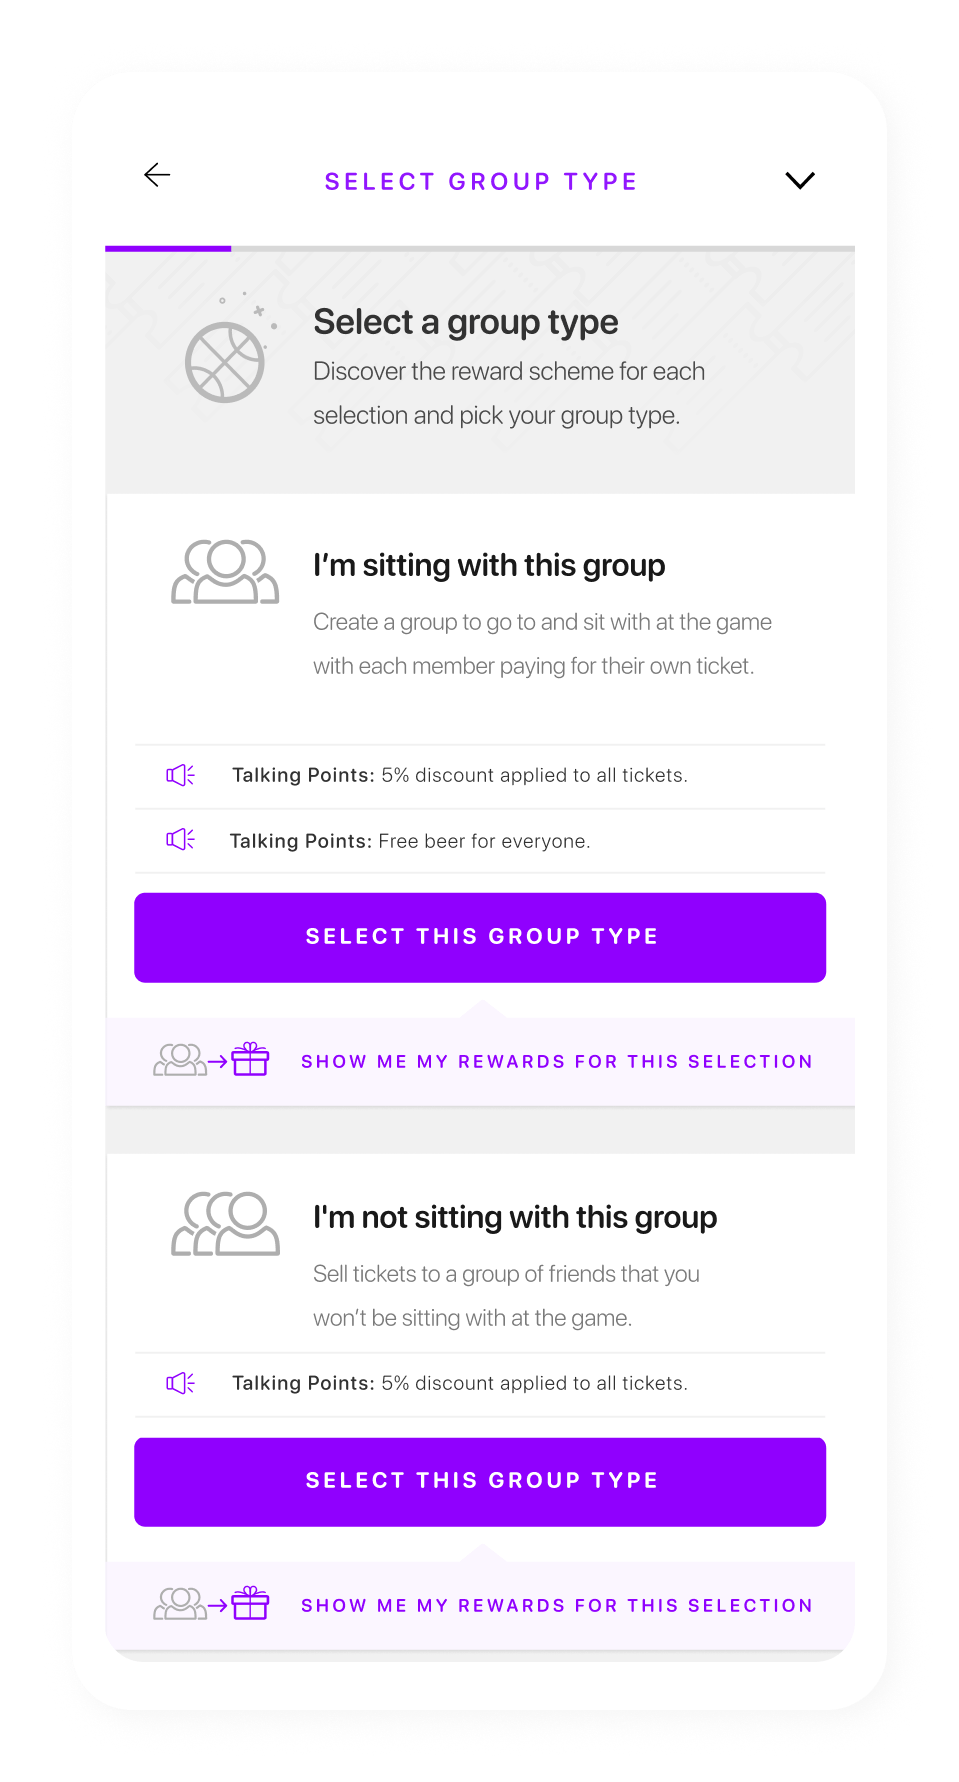 SELECT GROUP TYPE
Select a group type
Discover the reward scheme for each
selection and pick your group type.
I’m sitting with this group
Create a group to go to and sit with at the game
with each member paying for their own ticket.
Talking Points: 5% discount applied to all tickets.
Talking Points: Free beer for everyone.
SELECT THIS GROUP TYPE
SHOW ME MY REWARDS FOR THIS SELECTION
I'm not sitting with this group
Sell tickets to a group of friends that you
won’t be sitting with at the game.
Talking Points: 5% discount applied to all tickets.
SELECT THIS GROUP TYPE
SHOW ME MY REWARDS FOR THIS SELECTION